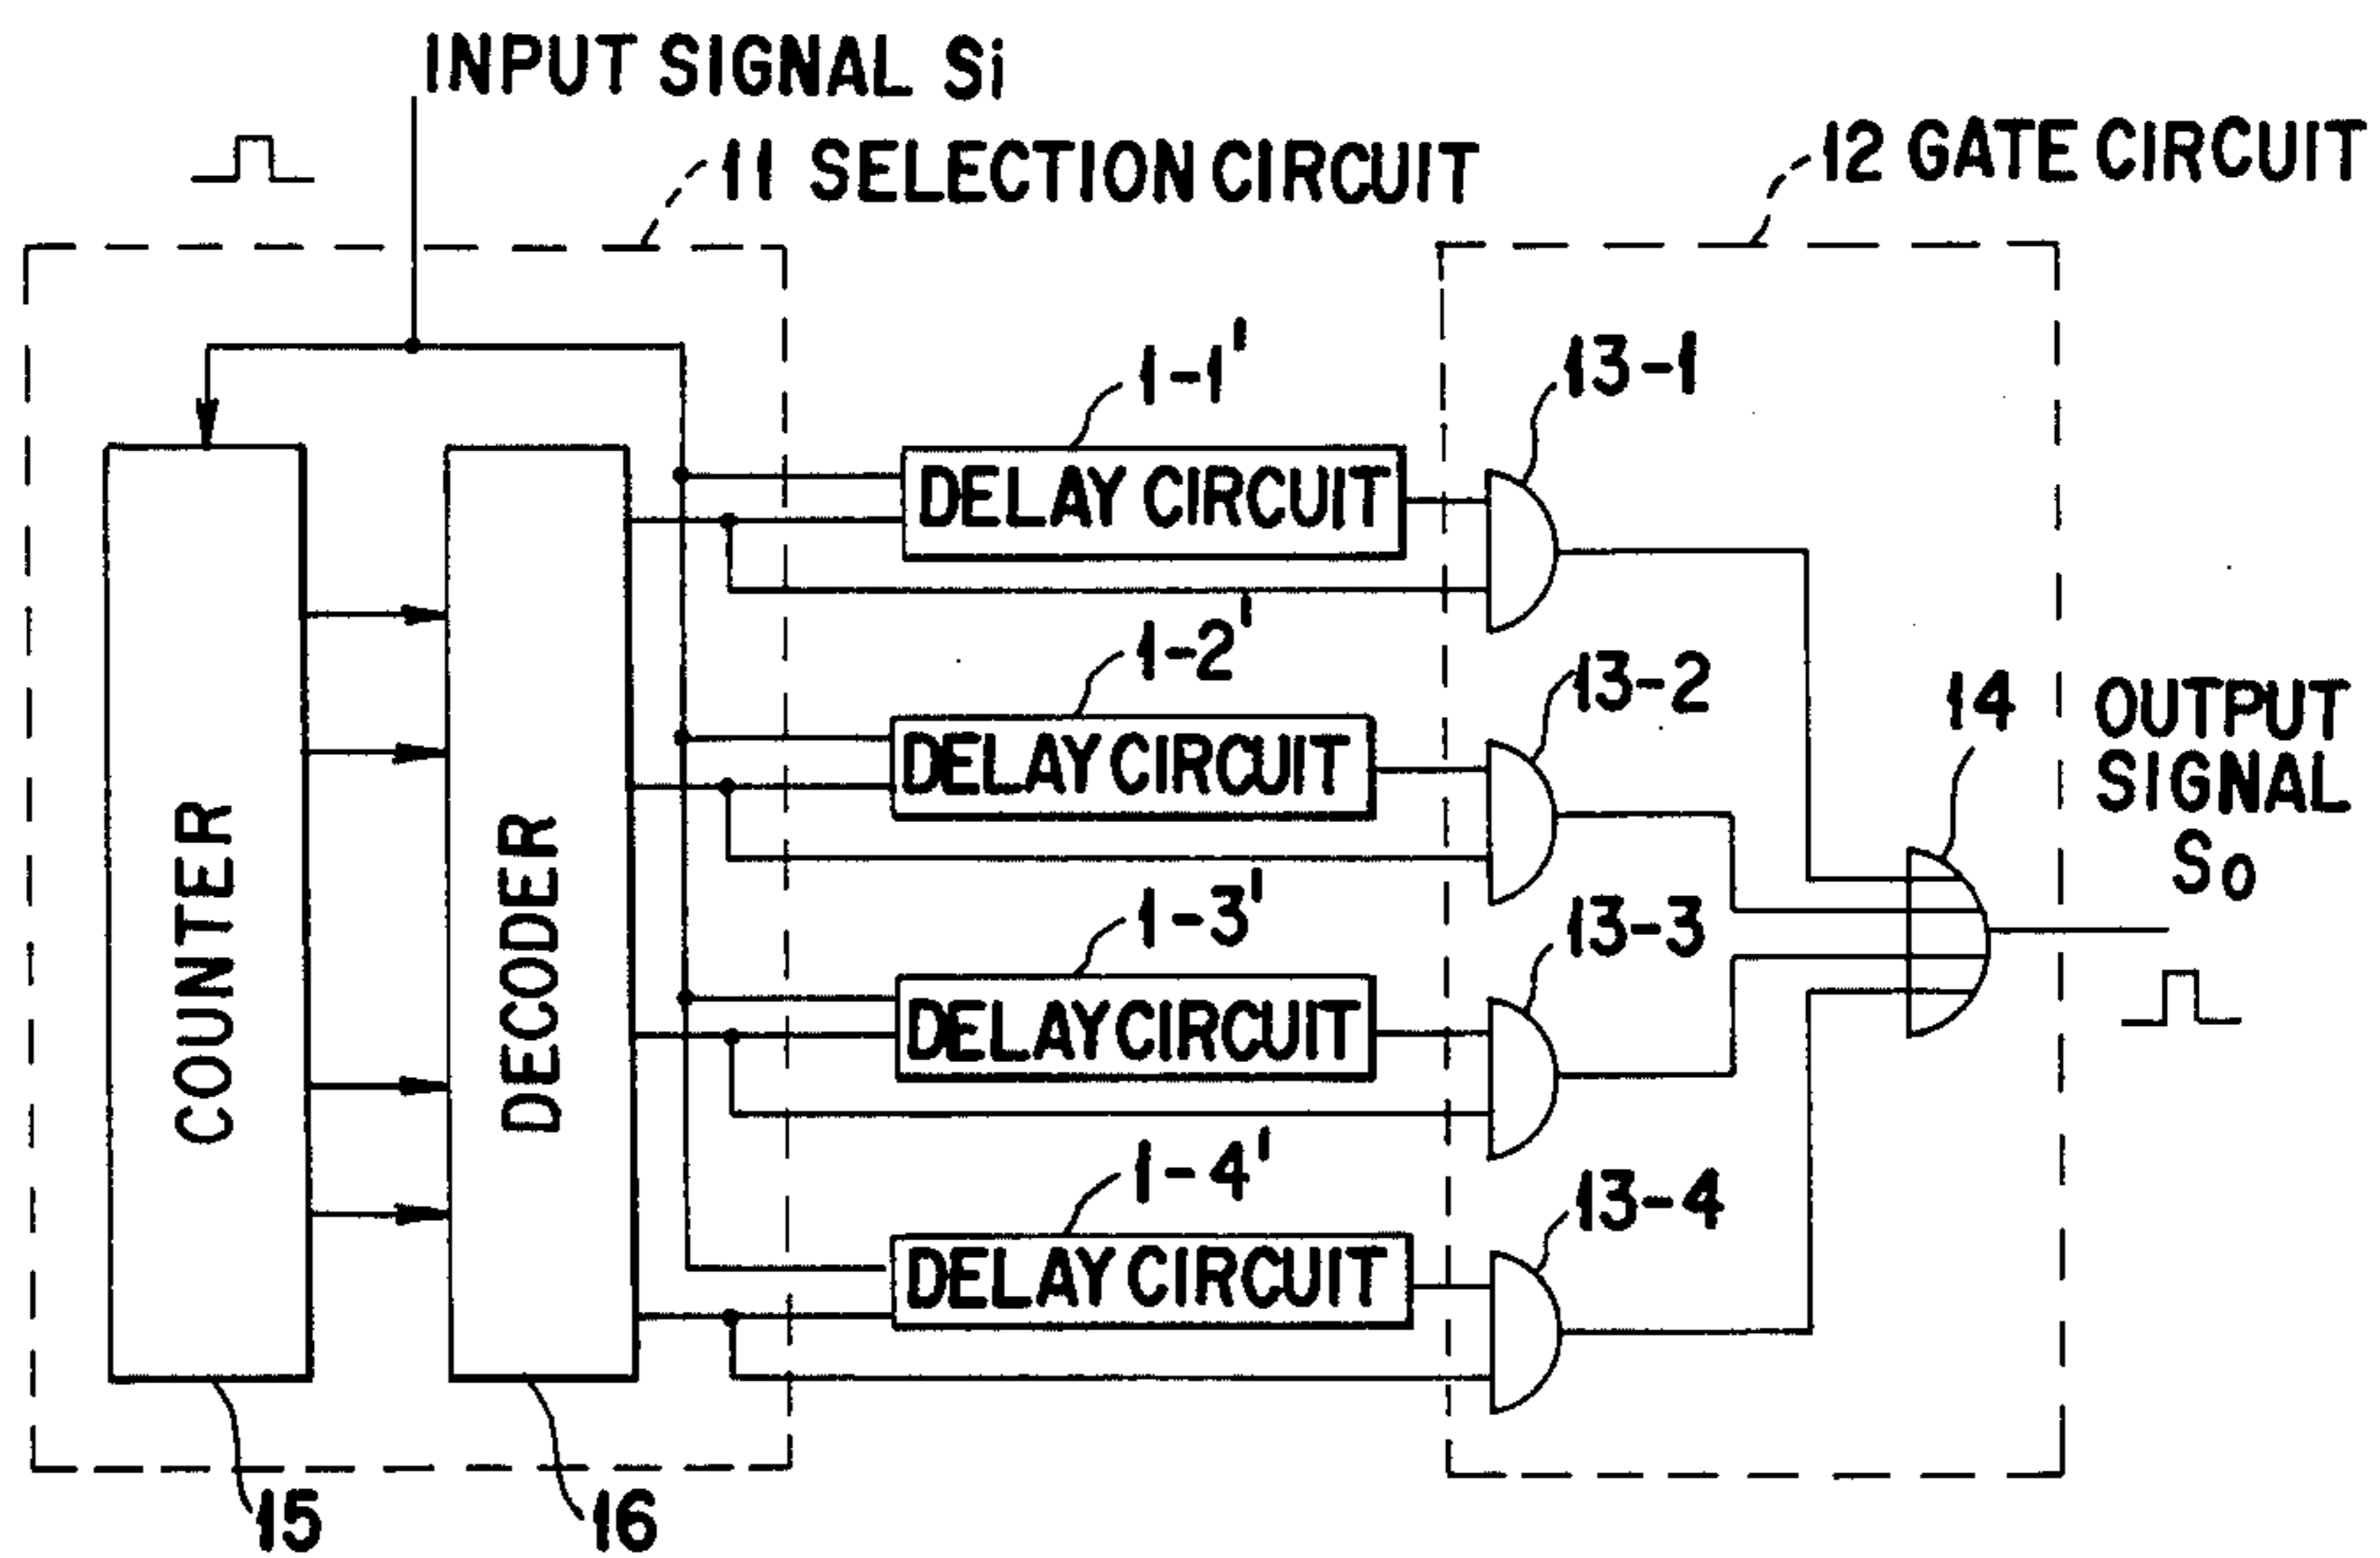 INPUT SIGNAL Si
11 SELECTION CIRCUIT
12 GATE CIRCUIT
1-1'
13-1
DELAY CIRCUIT
1-2'
13-2
DELAY CIRCUIT
14
OUTPUT
SIGNAL
So
COUNTER
DECODER
1-3'
13-3
DELAY CIRCUIT
1-4'
13-4
DELAY CIRCUIT
15
16